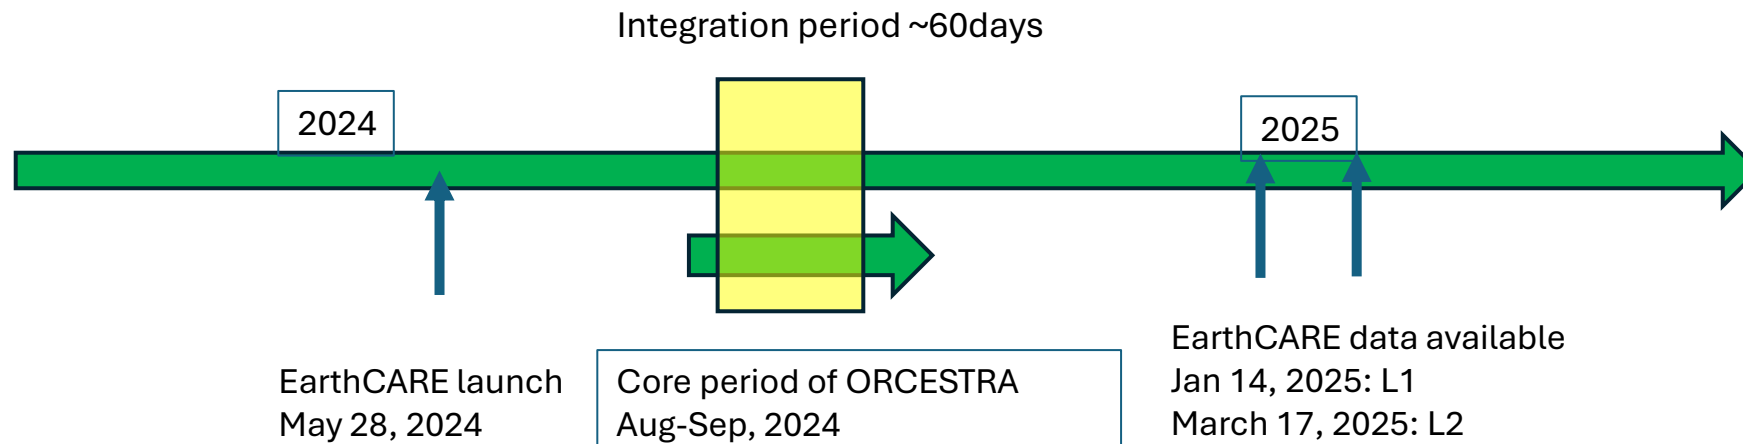 Integration period ~60days
2024
2025
EarthCARE launch
May 28, 2024
Core period of ORCESTRA
Aug-Sep, 2024
EarthCARE data available
Jan 14, 2025: L1
March 17, 2025: L2